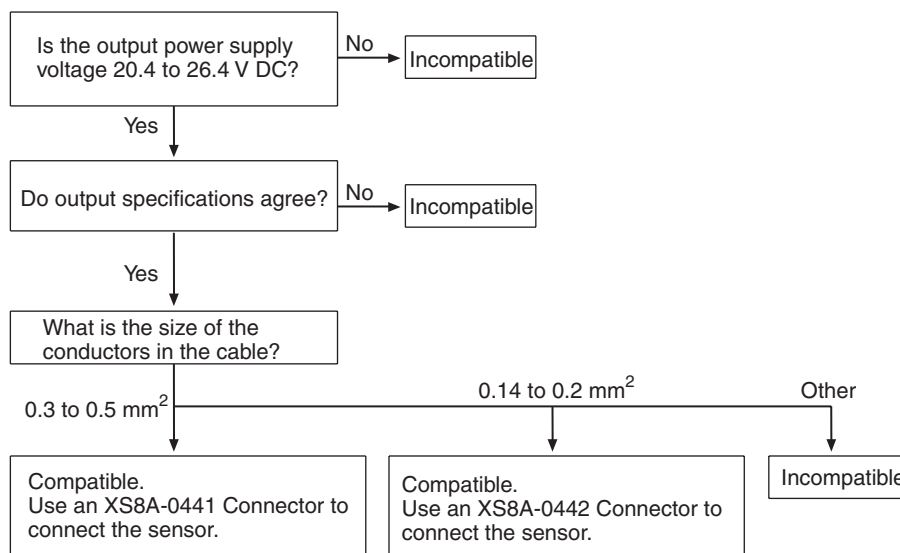 Is the output power supply
voltage 20.4 to 26.4 V DC?
No
Incompatible
Yes
Do output specifications agree?
No
Incompatible
Yes
What is the size of the
conductors in the cable?
0.3 to 0.5 mm²
0.14 to 0.2 mm²
Other
Compatible.
Use an XS8A-0441 Connector to
connect the sensor.
Compatible.
Use an XS8A-0442 Connector to
connect the sensor.
Incompatible